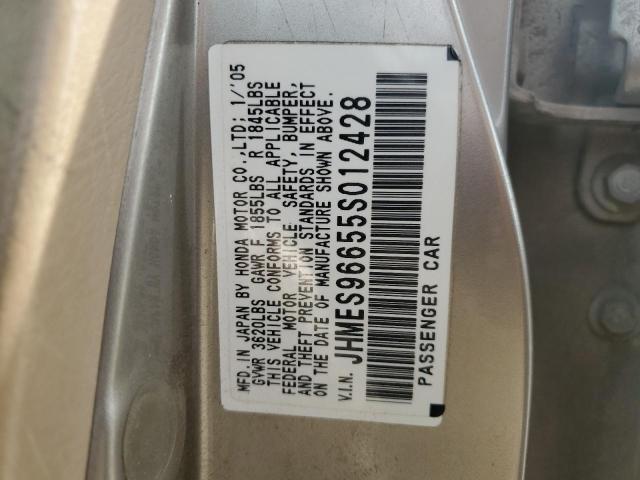 MFD. IN JAPAN BY HONDA MOTOR CO.,LTD: 1/'05
GVWR 3620LBS GAWR F 1855LBS R 1845LBS
THIS VEHICLE CONFORMS TO ALL APPLICABLE
FEDERAL MOTOR VEHICLE SAFETY, BUMPER,
AND THEFT PREVENTION STANDARDS IN EFFECT
ON THE DATE OF MANUFACTURE SHOWN ABOVE.
V.I.N. JHMES96655S012428
PASSENGER CAR